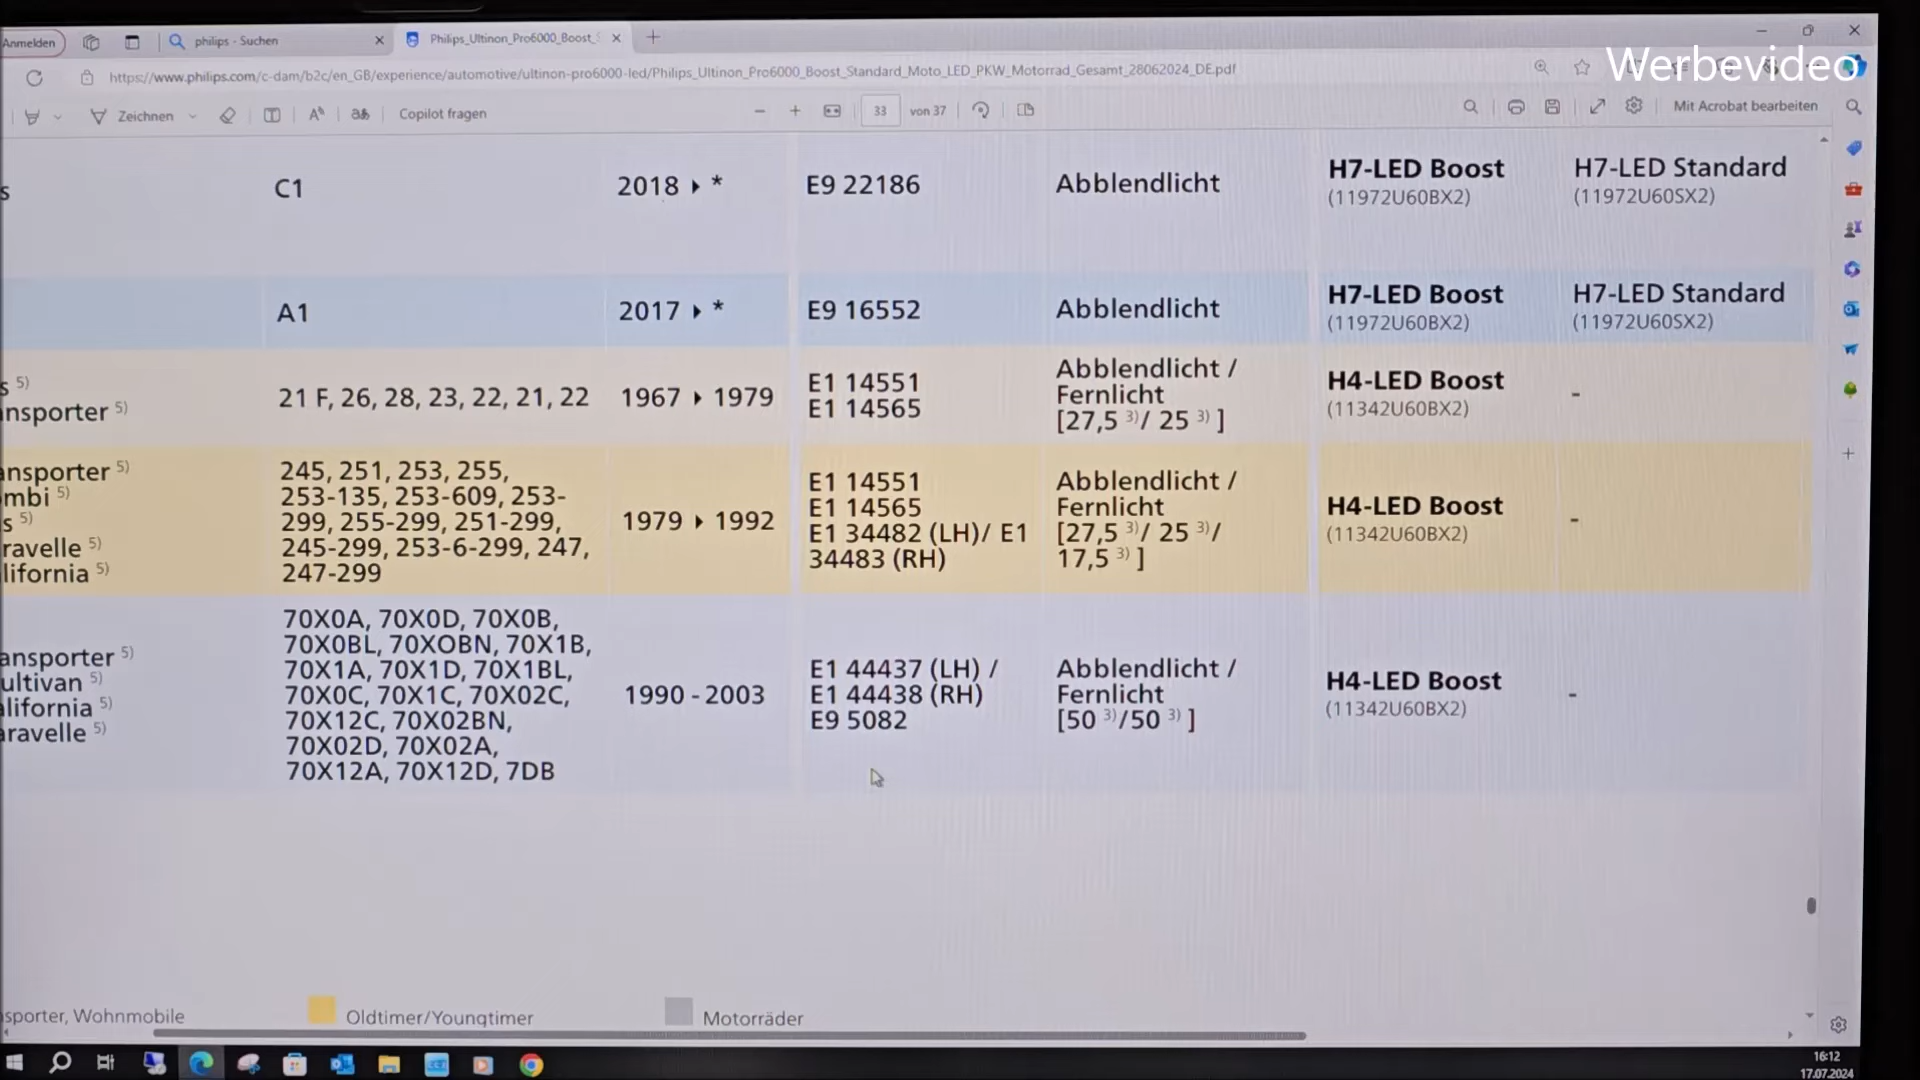 Anmelden
philips - Suchen
Philips_Ultinon_Pro6000_Boost_S
https://www.philips.com/c-dam/b2c/en_GB/experience/automotive/ultinon-pro6000-led/Philips_Ultinon_Pro6000_Boost_Standard_Moto_LED_PKW_Motorrad_Gesamt_28062024_DE.pdf
Werbevideo
Zeichnen
Copilot fragen
33 von 37
Mit Acrobat bearbeiten
s
C1
2018 ▸ *
E9 22186
Abblendlicht
H7-LED Boost
(11972U60BX2)
H7-LED Standard
(11972U60SX2)
A1
2017 ▸ *
E9 16552
Abblendlicht
H7-LED Boost
(11972U60BX2)
H7-LED Standard
(11972U60SX2)
s 5)
nsporter 5)
21 F, 26, 28, 23, 22, 21, 22
1967 ▸ 1979
E1 14551
E1 14565
Abblendlicht /
Fernlicht
[27,5 3)/ 25 3) ]
H4-LED Boost
(11342U60BX2)
-
ansporter 5)
mbi 5)
s 5)
ravelle 5)
lifornia 5)
245, 251, 253, 255,
253-135, 253-609, 253-
299, 255-299, 251-299,
245-299, 253-6-299, 247,
247-299
1979 ▸ 1992
E1 14551
E1 14565
E1 34482 (LH)/ E1
34483 (RH)
Abblendlicht /
Fernlicht
[27,5 3)/ 25 3)/
17,5 3) ]
H4-LED Boost
(11342U60BX2)
-
ansporter 5)
ultivan 5)
lifornia 5)
aravelle 5)
70X0A, 70X0D, 70X0B,
70X0BL, 70XOBN, 70X1B,
70X1A, 70X1D, 70X1BL,
70X0C, 70X1C, 70X02C,
70X12C, 70X02BN,
70X02D, 70X02A,
70X12A, 70X12D, 7DB
1990 - 2003
E1 44437 (LH) /
E1 44438 (RH)
E9 5082
Abblendlicht /
Fernlicht
[50 3)/50 3) ]
H4-LED Boost
(11342U60BX2)
-
sporter, Wohnmobile
Oldtimer/Youngtimer
Motorräder
16:12
17.07.2024